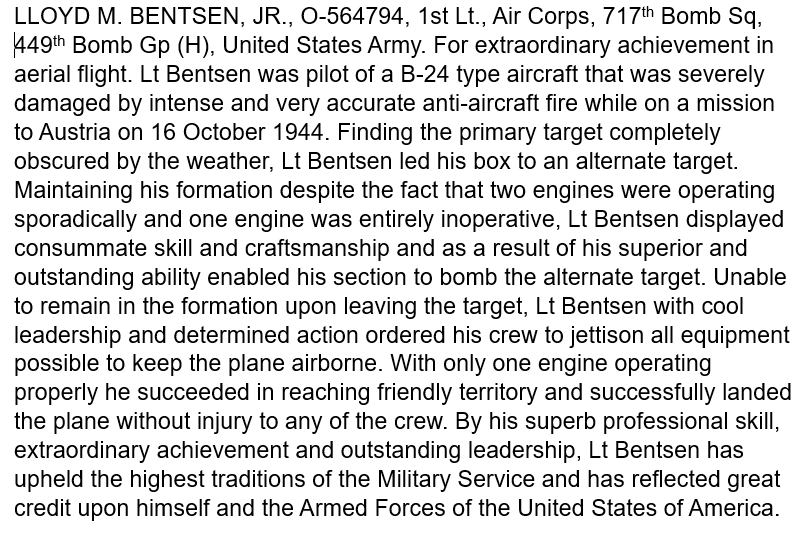 LLOYD M. BENTSEN, JR., O-564794, 1st Lt., Air Corps, 717th Bomb Sq,
449th Bomb Gp (H), United States Army. For extraordinary achievement in
aerial flight. Lt Bentsen was pilot of a B-24 type aircraft that was severely
damaged by intense and very accurate anti-aircraft fire while on a mission
to Austria on 16 October 1944. Finding the primary target completely
obscured by the weather, Lt Bentsen led his box to an alternate target.
Maintaining his formation despite the fact that two engines were operating
sporadically and one engine was entirely inoperative, Lt Bentsen displayed
consummate skill and craftsmanship and as a result of his superior and
outstanding ability enabled his section to bomb the alternate target. Unable
to remain in the formation upon leaving the target, Lt Bentsen with cool
leadership and determined action ordered his crew to jettison all equipment
possible to keep the plane airborne. With only one engine operating
properly he succeeded in reaching friendly territory and successfully landed
the plane without injury to any of the crew. By his superb professional skill,
extraordinary achievement and outstanding leadership, Lt Bentsen has
upheld the highest traditions of the Military Service and has reflected great
credit upon himself and the Armed Forces of the United States of America.